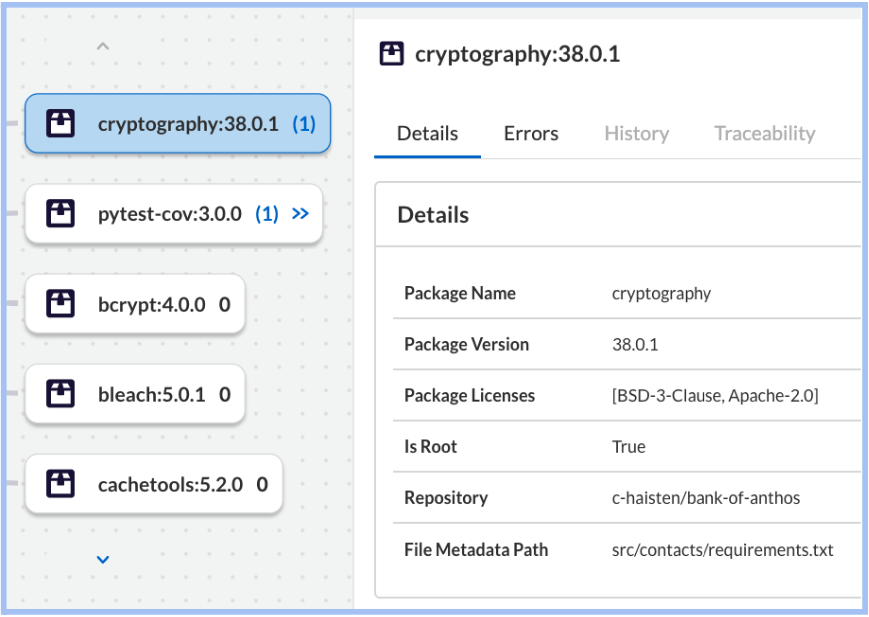 cryptography:38.0.1 (1)
pytest-cov:3.0.0 (1) >>
bcrypt:4.0.0 0
bleach:5.0.1 0
cachetools:5.2.0 0
cryptography:38.0.1
Details Errors History Traceability
Details
Package Name cryptography
Package Version 38.0.1
Package Licenses [BSD-3-Clause, Apache-2.0]
Is Root True
Repository c-haisten/bank-of-anthos
File Metadata Path src/contacts/requirements.txt